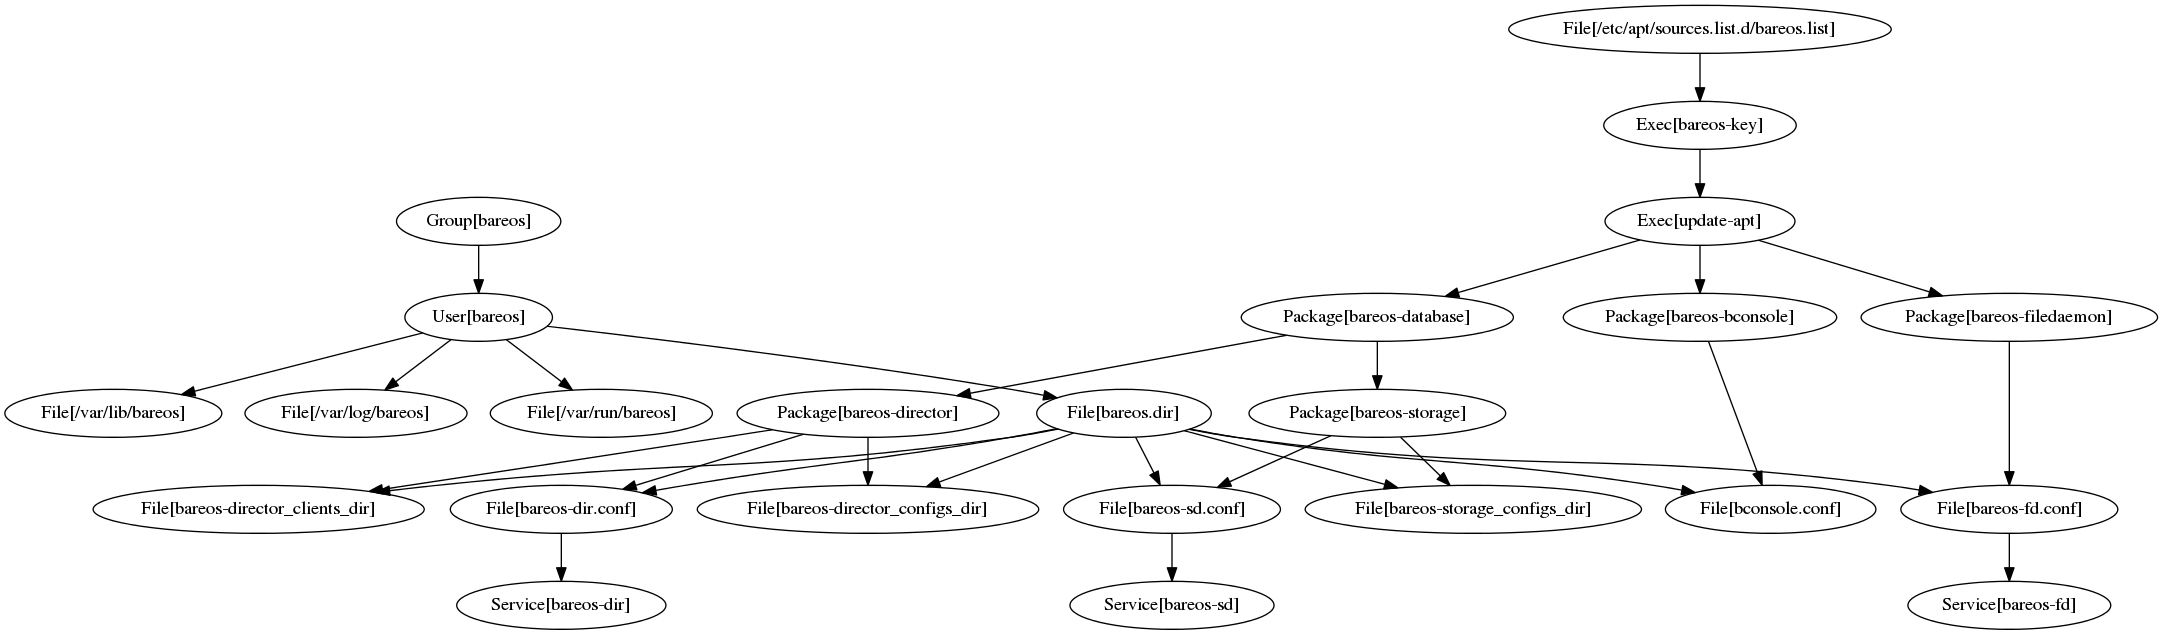 File[/etc/apt/sources.list.d/bareos.list]
Exec[bareos-key]
Group[bareos]
Exec[update-apt]
User[bareos]
Package[bareos-database]
Package[bareos-bconsole]
Package[bareos-filedaemon]
File[/var/lib/bareos]
File[/var/log/bareos]
File[/var/run/bareos]
Package[bareos-director]
File[bareos.dir]
Package[bareos-storage]
File[bareos-director_clients_dir]
File[bareos-dir.conf]
File[bareos-director_configs_dir]
File[bareos-sd.conf]
File[bareos-storage_configs_dir]
File[bconsole.conf]
File[bareos-fd.conf]
Service[bareos-dir]
Service[bareos-sd]
Service[bareos-fd]